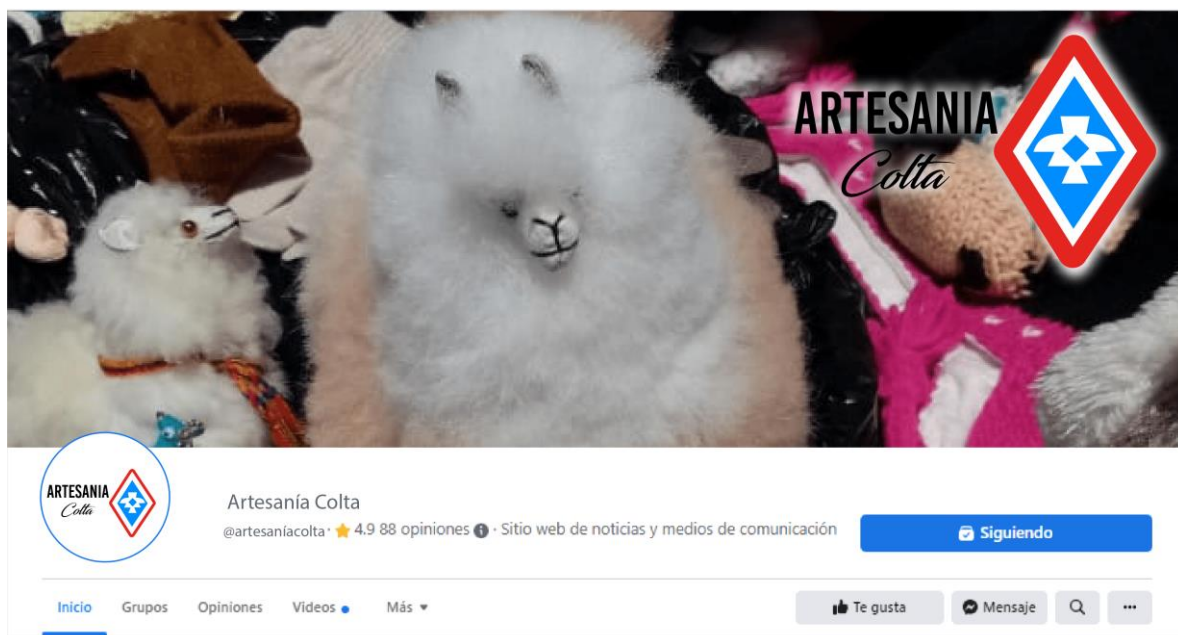 ARTESANIA
Colta
ARTESANIA
Colta
Artesanía Colta
@artesaníacolta · 4.9 88 opiniones · Sitio web de noticias y medios de comunicación
Siguiendo
Inicio Grupos Opiniones Videos Más Te gusta Mensaje